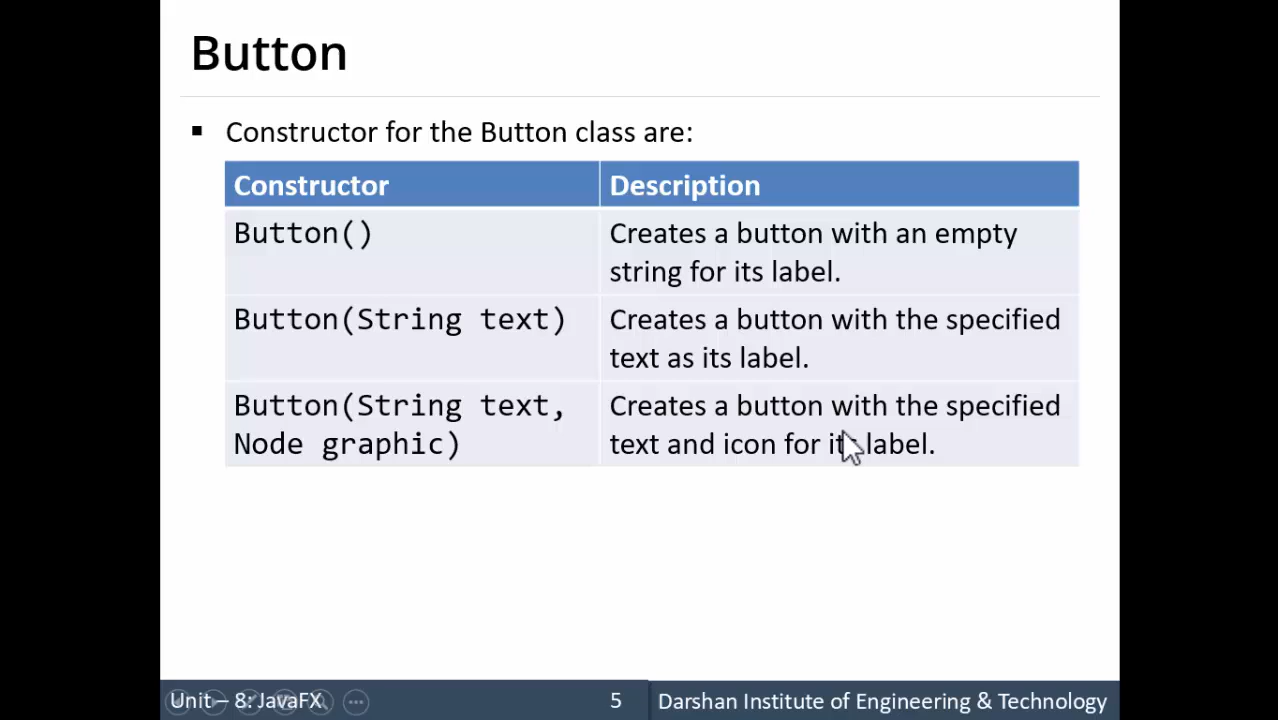 Button
▪ Constructor for the Button class are:
Constructor Description
Button() Creates a button with an empty
string for its label.
Button(String text) Creates a button with the specified
text as its label.
Button(String text, Creates a button with the specified
Node graphic) text and icon for its label.
Unit – 8: JavaFX 5 Darshan Institute of Engineering & Technology